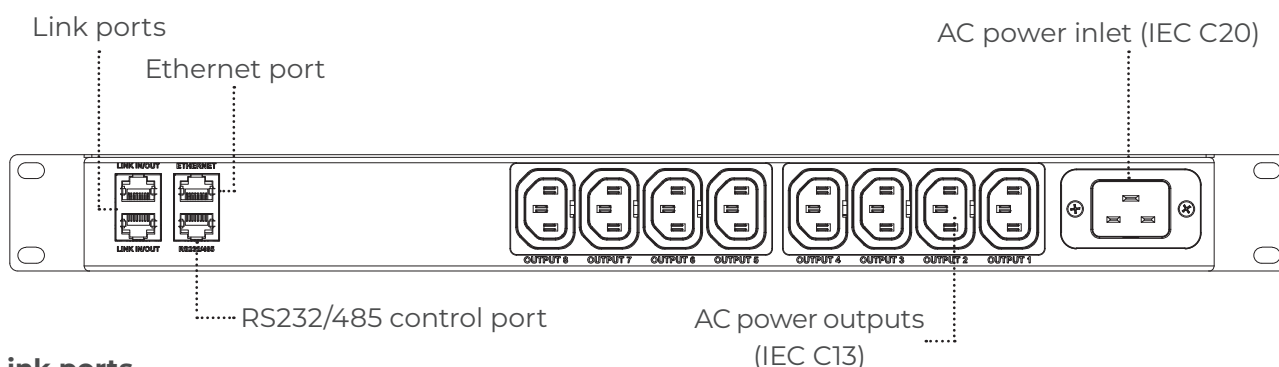 Link ports
AC power inlet (IEC C20)
Ethernet port
LINK IN/OUT ETHERNET
LINK IN/OUT RS232/485
OUTPUT 8 OUTPUT 7 OUTPUT 6 OUTPUT 5 OUTPUT 4 OUTPUT 3 OUTPUT 2 OUTPUT 1
RS232/485 control port
AC power outputs
(IEC C13)
ink ports